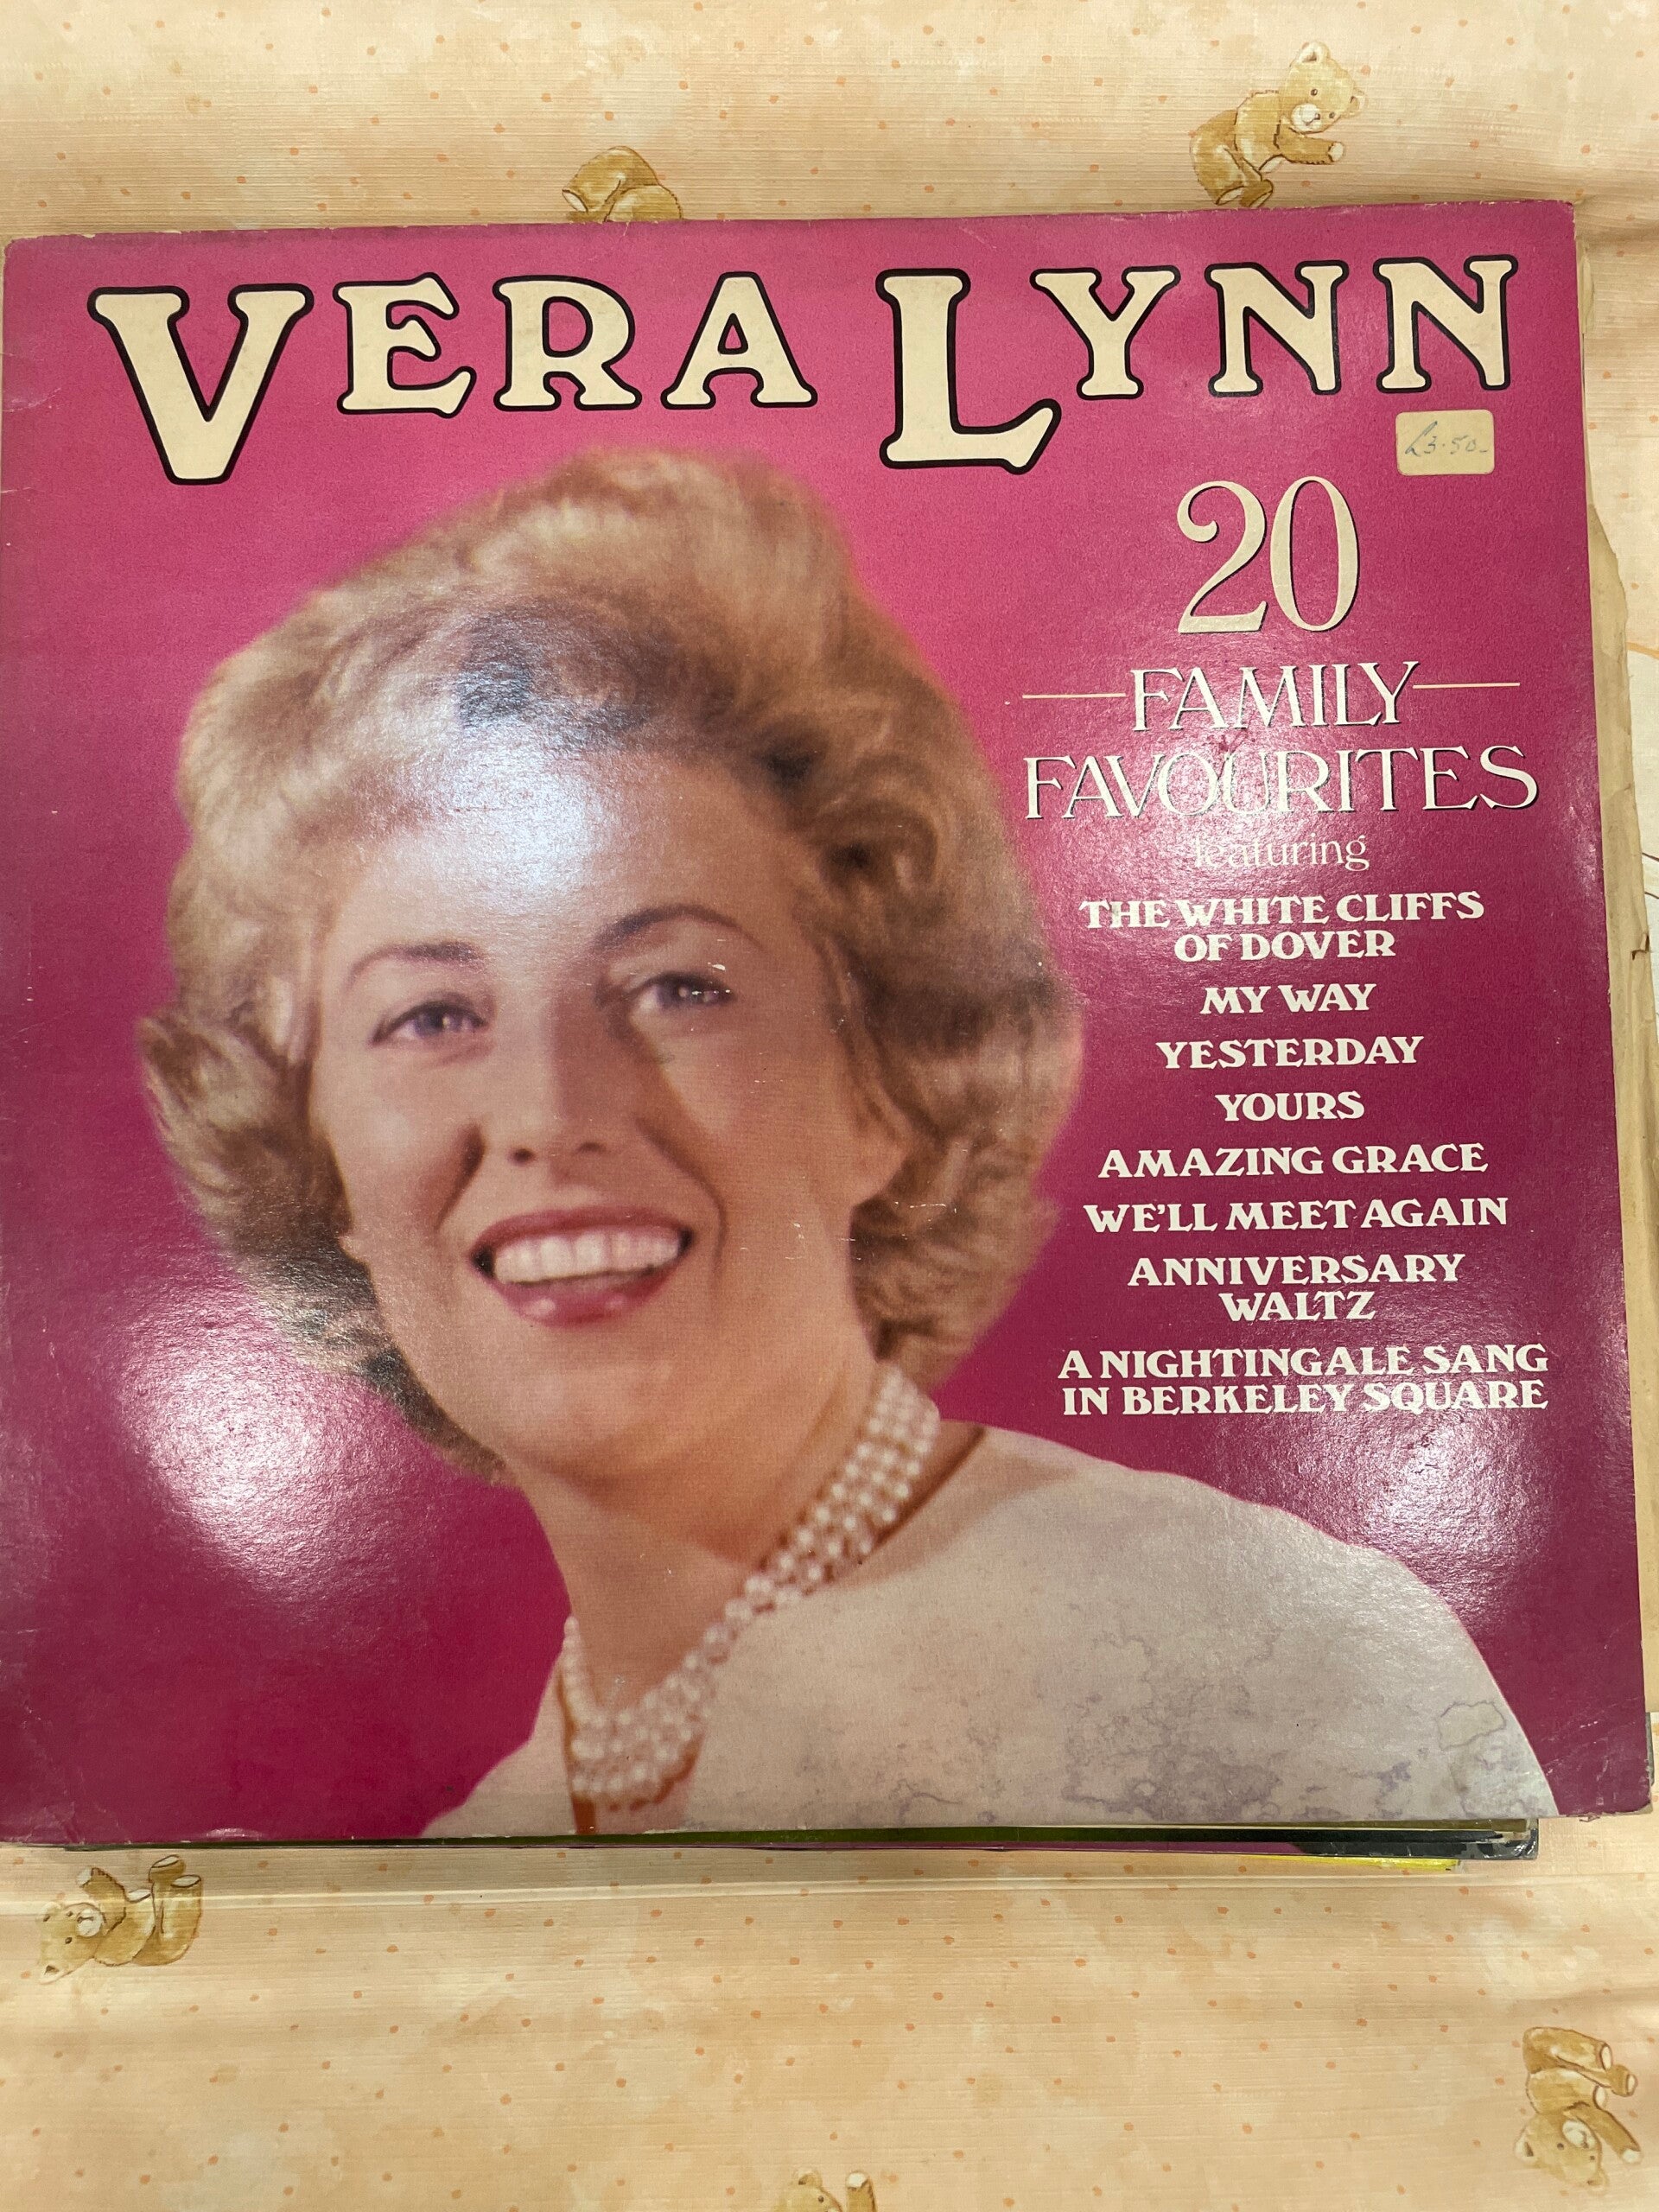 VERA LYNN
£3.50
20
FAMILY
FAVOURITES
featuring
THE WHITE CLIFFS
OF DOVER
MY WAY
YESTERDAY
YOURS
AMAZING GRACE
WE'LL MEET AGAIN
ANNIVERSARY
WALTZ
A NIGHTINGALE SANG
IN BERKELEY SQUARE